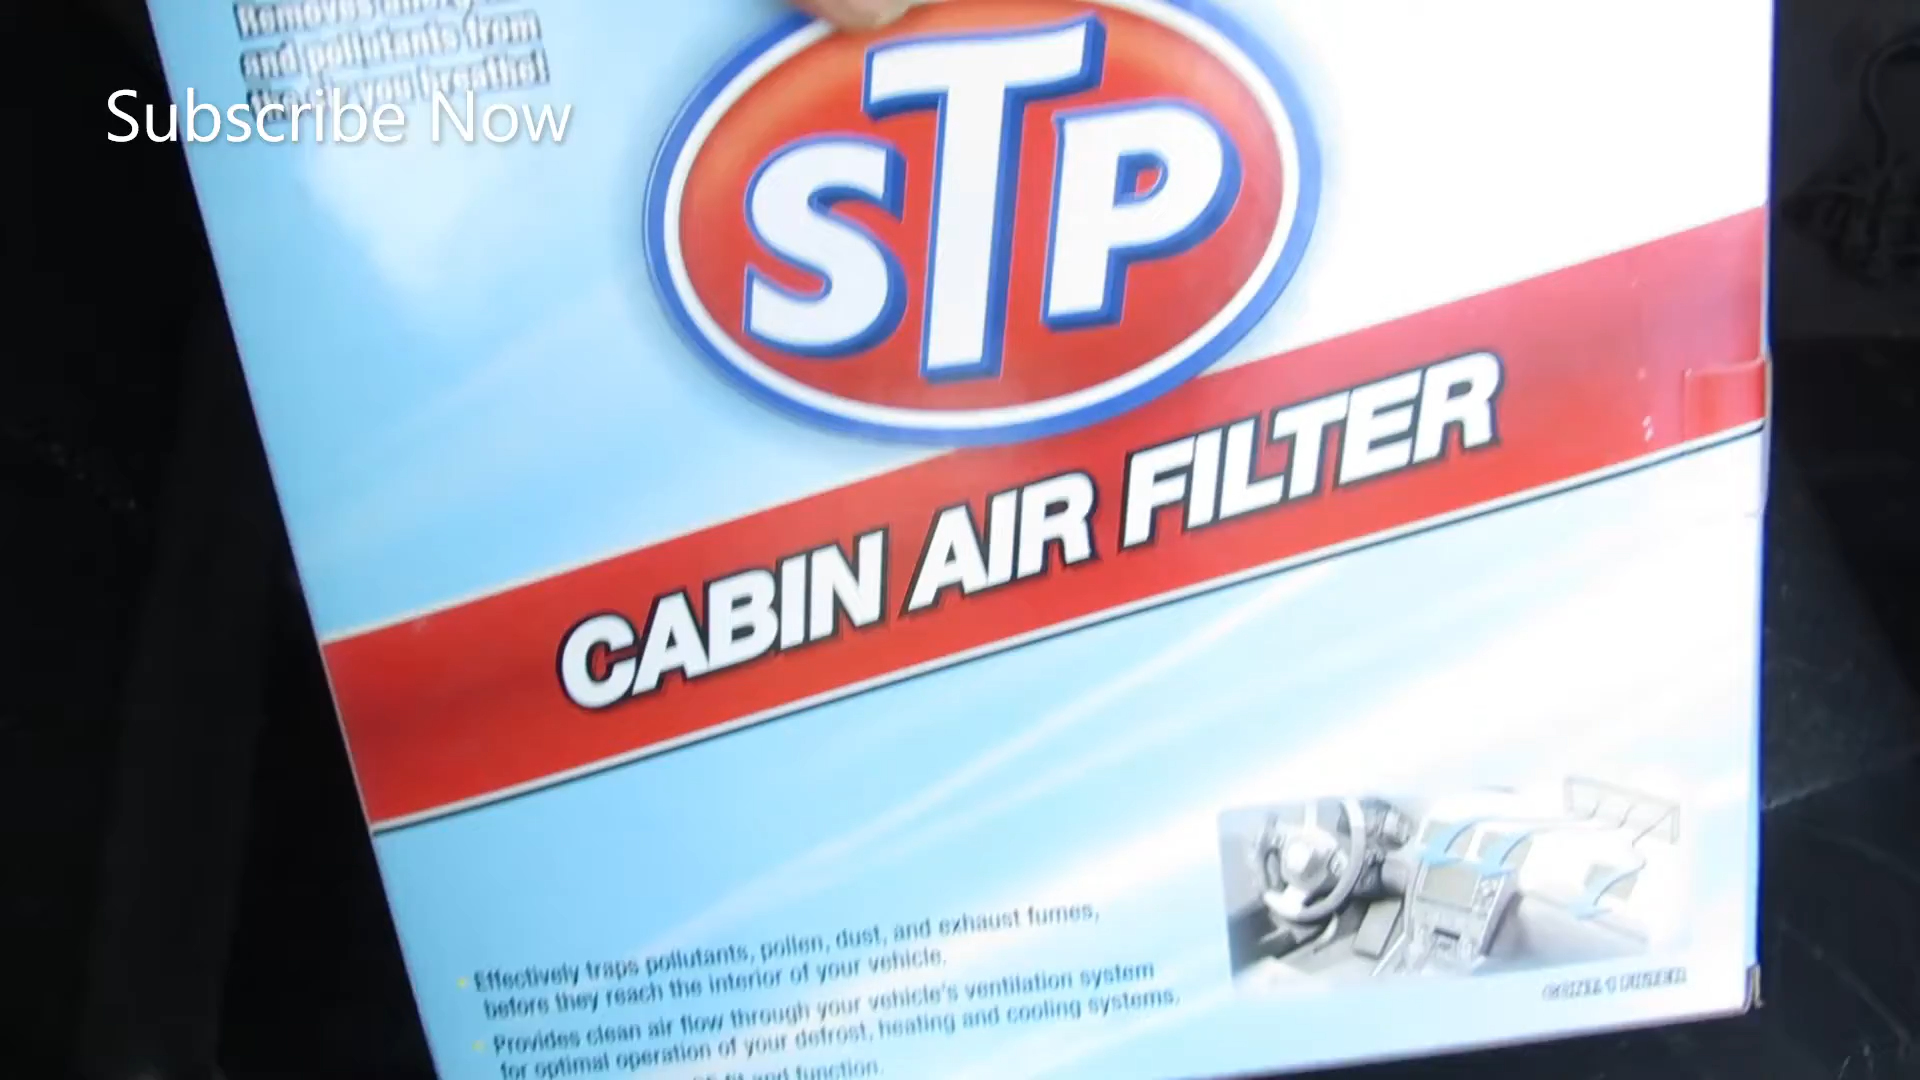 and pollutants from
Subscribe Now
STP
CABIN AIR FILTER
Effectively traps pollutants, pollen, dust, and exhaust fumes,
before they reach the interior of your vehicle.
Provides clean air flow through your vehicle's ventilation system
for optimal operation of your defrost, heating and cooling systems.
fit and function.